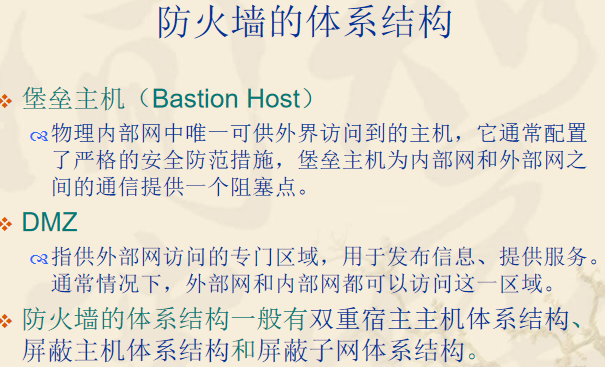 防火墙的体系结构
堡垒主机（Bastion Host）
物理内部网中唯一可供外界访问到的主机，它通常配置
了严格的安全防范措施，堡垒主机为内部网和外部网之
间的通信提供一个阻塞点。
DMZ
指供外部网访问的专门区域，用于发布信息、提供服务。
通常情况下，外部网和内部网都可以访问这一区域。
防火墙的体系结构一般有双重宿主主机体系结构、
屏蔽主机体系结构和屏蔽子网体系结构。